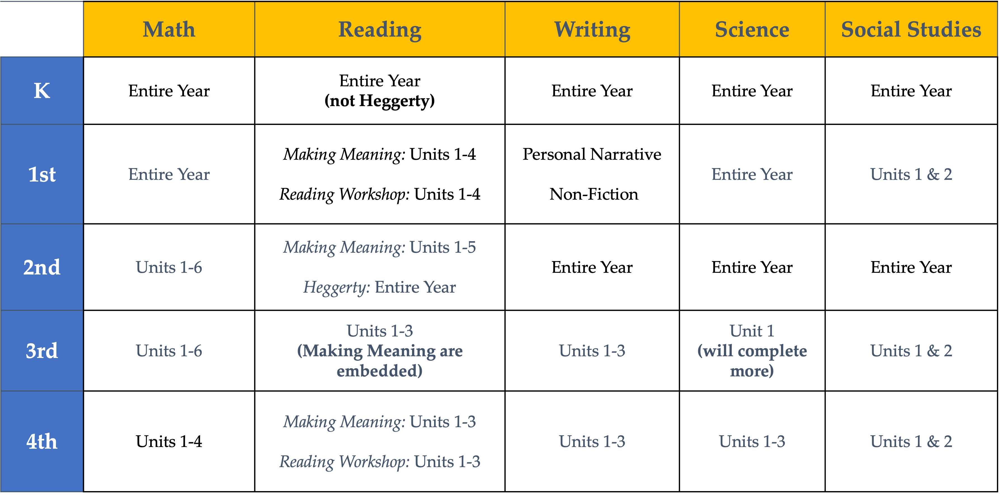 Math Reading Writing Science Social Studies
K Entire Year Entire Year Entire Year Entire Year Entire Year
(not Heggerty)
1st Entire Year Making Meaning: Units 1-4 Personal Narrative Entire Year Units 1 & 2
Reading Workshop: Units 1-4 Non-Fiction
2nd Units 1-6 Making Meaning: Units 1-5 Entire Year Entire Year Entire Year
Heggerty: Entire Year
3rd Units 1-6 Units 1-3 Units 1-3 Unit 1 Units 1 & 2
(Making Meaning are (will complete
embedded) more)
4th Units 1-4 Making Meaning: Units 1-3 Units 1-3 Units 1-3 Units 1 & 2
Reading Workshop: Units 1-3